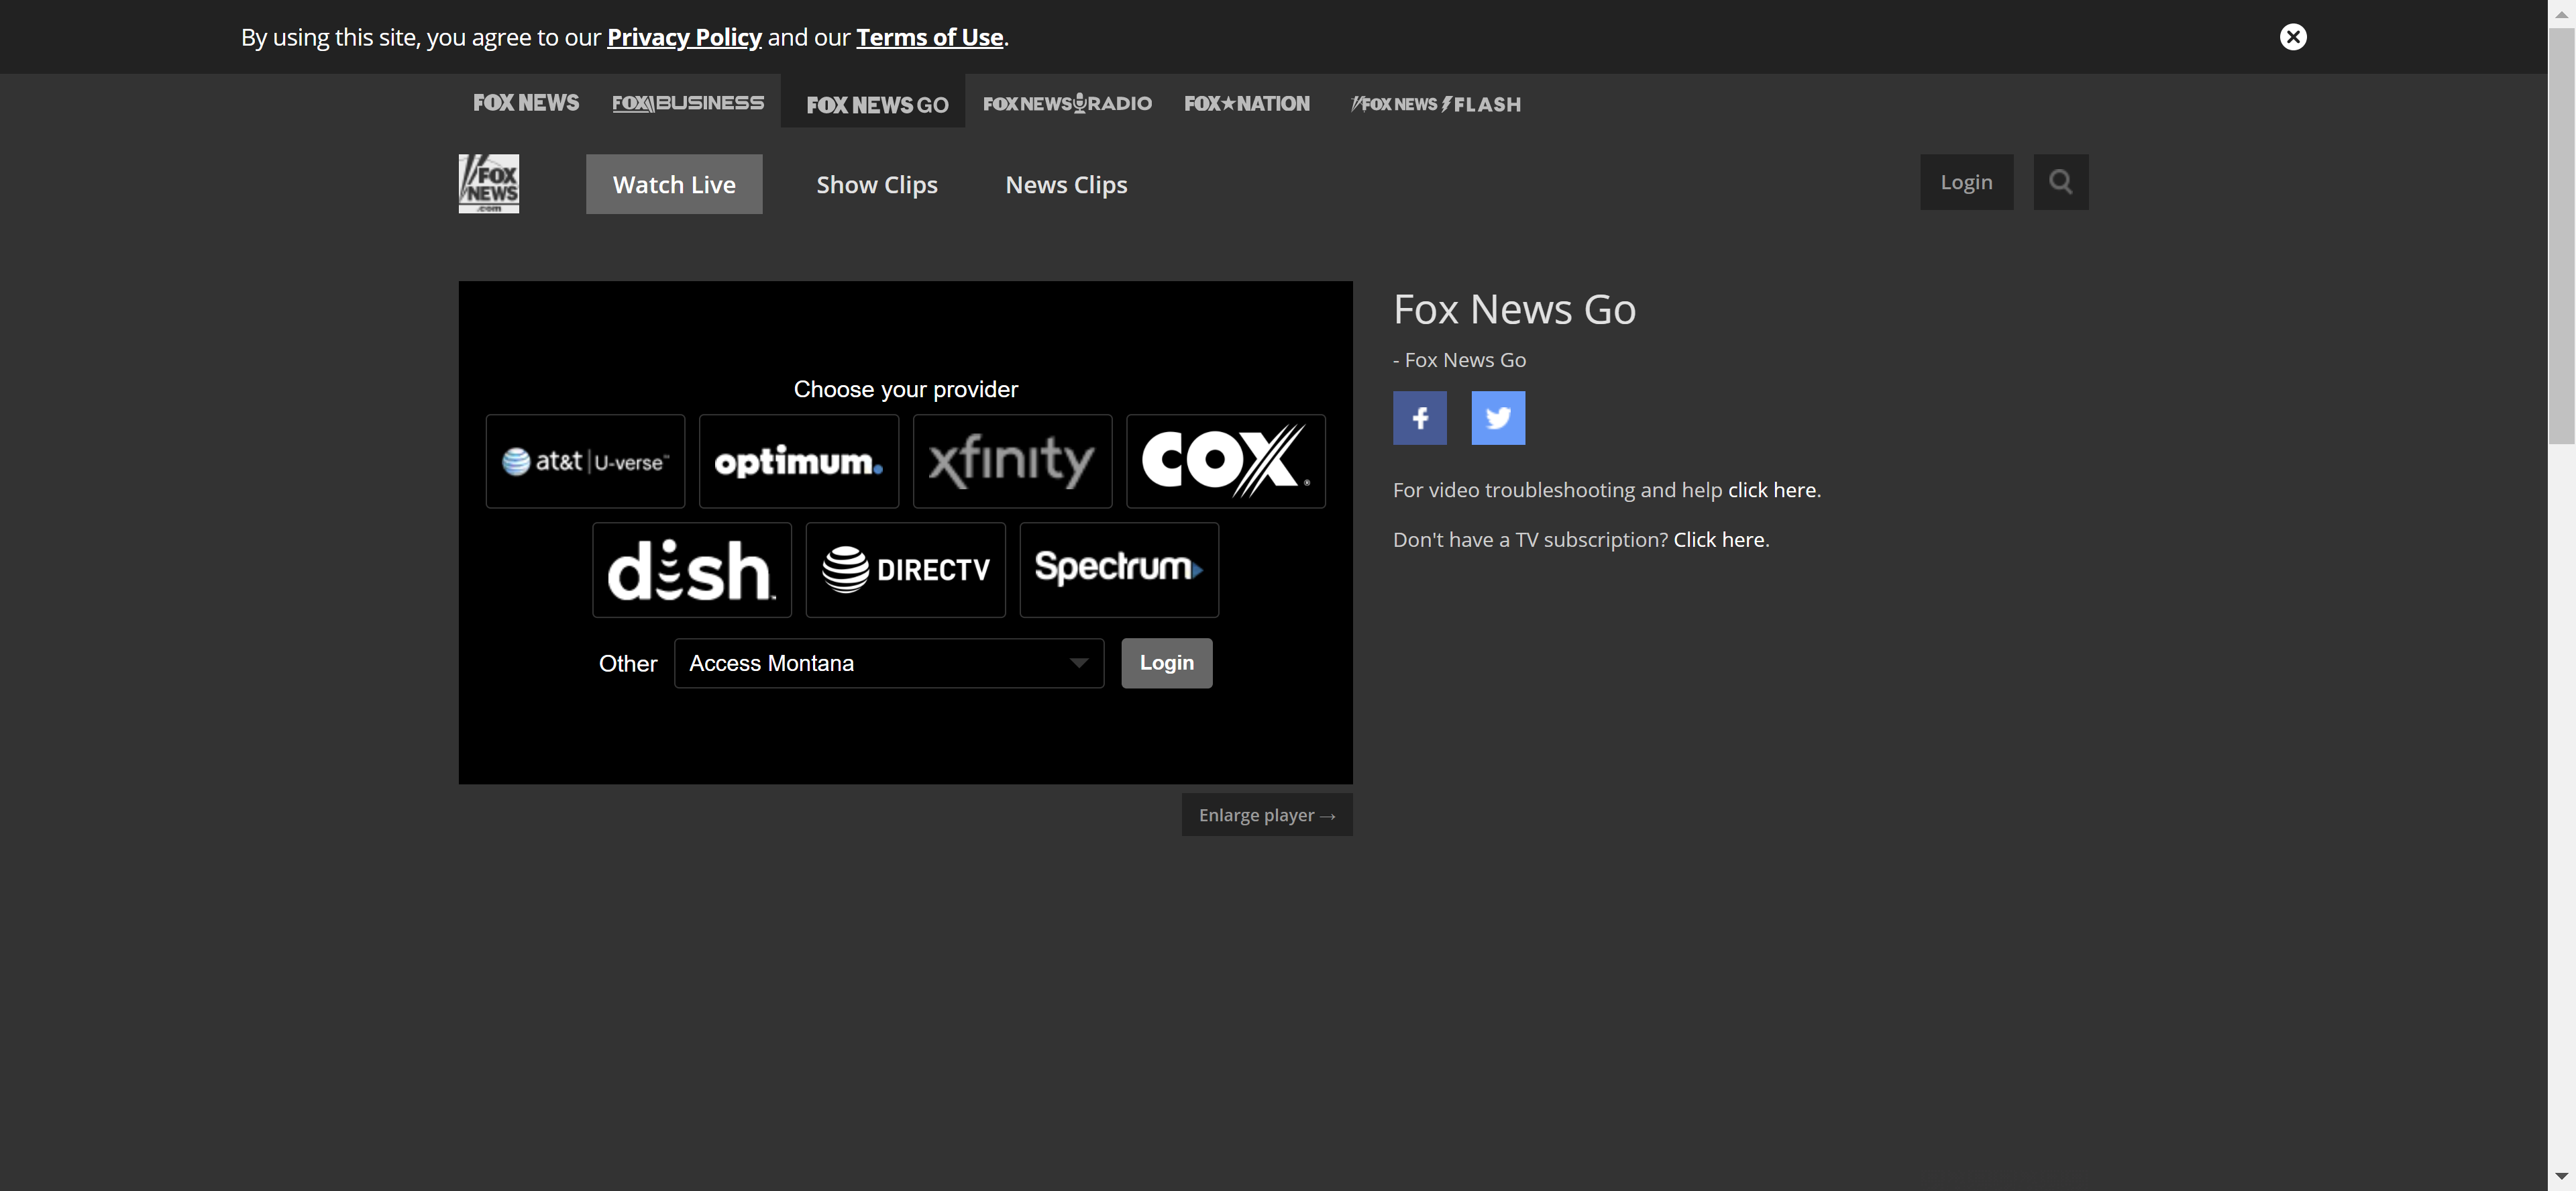 By using this site, you agree to our Privacy Policy and our Terms of Use.
FOX NEWS FOX BUSINESS FOX NEWS GO FOX NEWS RADIO FOX NATION FOX NEWS FLASH
FOX
NEWS
.com
Watch Live Show Clips News Clips Login
Fox News Go
- Fox News Go
Choose your provider
at&t U-verse℠ optimum. xfinity COX®
dish DIRECTV Spectrum
Other Access Montana Login
For video troubleshooting and help click here.
Don't have a TV subscription? Click here.
Enlarge player →